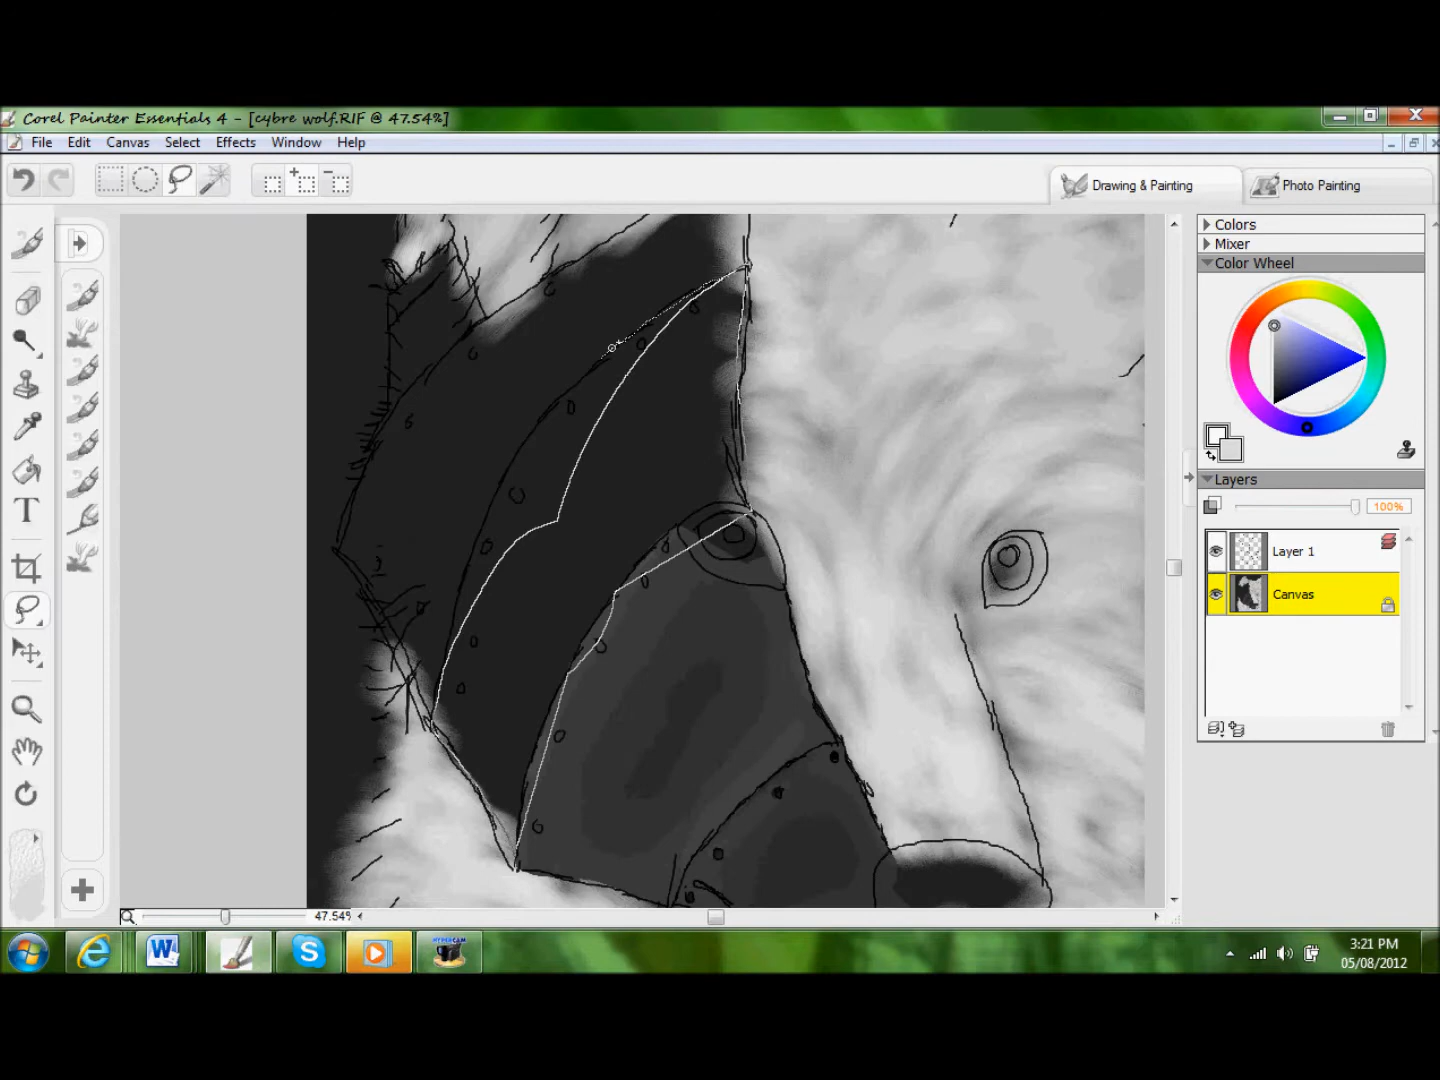 Corel Painter Essentials 4 - [cybre wolf.RIF @ 47.54%]
File Edit Canvas Select Effects Window Help
Drawing & Painting
Photo Painting
Colors
Mixer
Color Wheel
Layers
100%
Layer 1
Canvas
47.54%
HYPERCAM
3:21 PM
05/08/2012